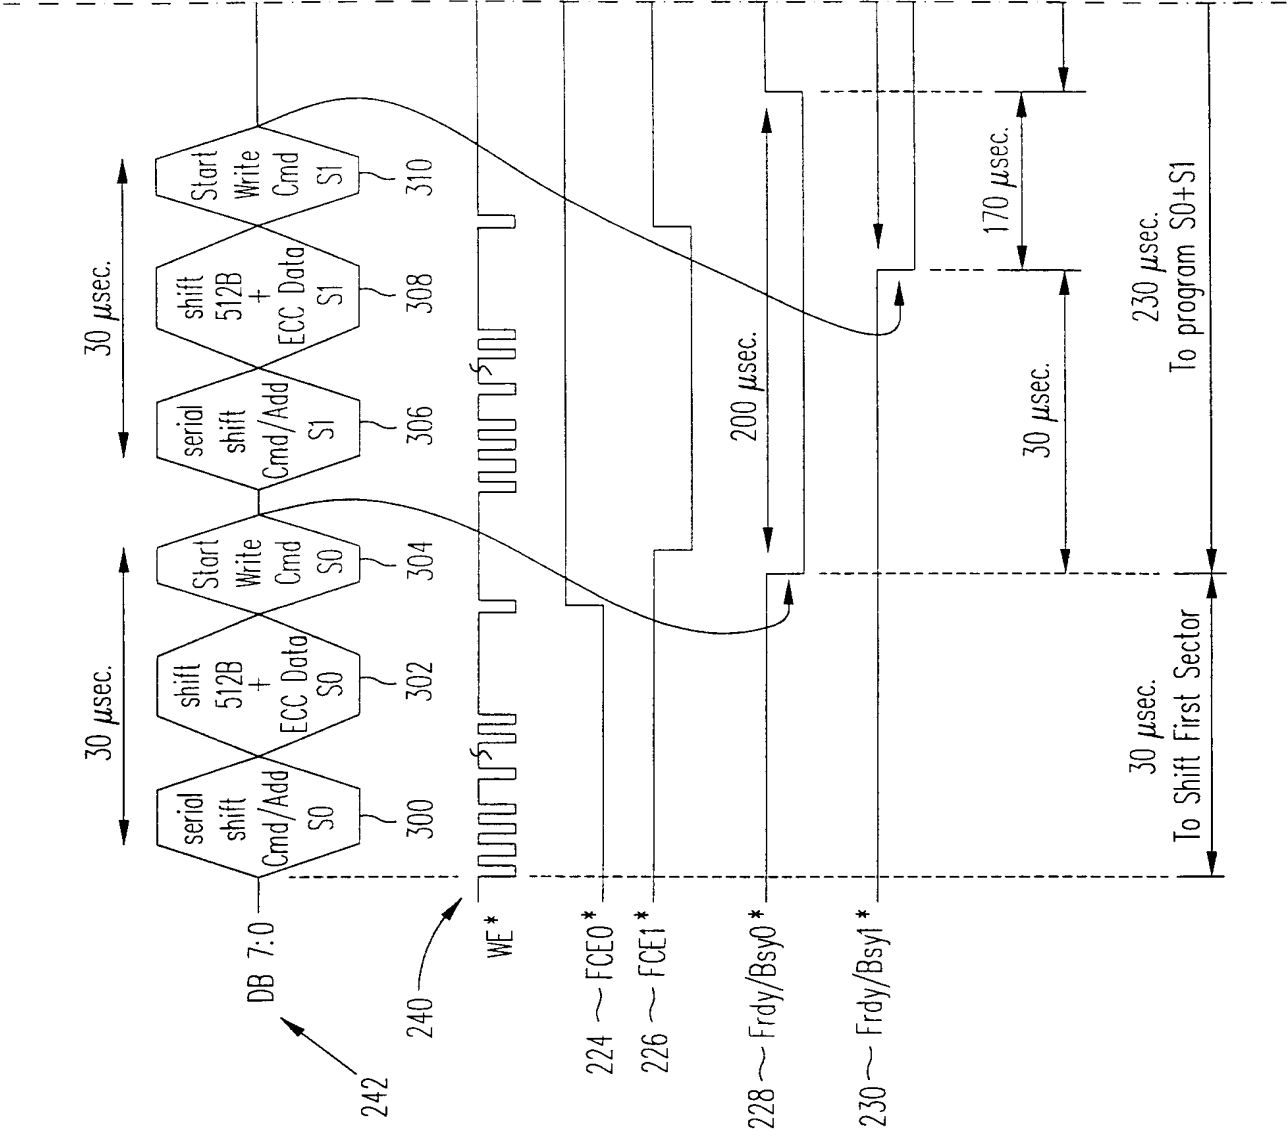 30 μsec.
30 μsec.
serial
shift
Cmd/Add
S0
shift
512B
+
ECC Data
S0
Start
Write
Cmd
S0
serial
shift
Cmd/Add
S1
shift
512B
+
ECC Data
S1
Start
Write
Cmd
S1
DB 7:0
242
300
302
304
306
308
310
240
WE*
224 ~ FCE0*
226 ~ FCE1*
228 ~ Frdy/Bsy0*
200 μsec.
230 ~ Frdy/Bsy1*
170 μsec.
30 μsec.
30 μsec.
To Shift First Sector
230 μsec.
To program S0+S1